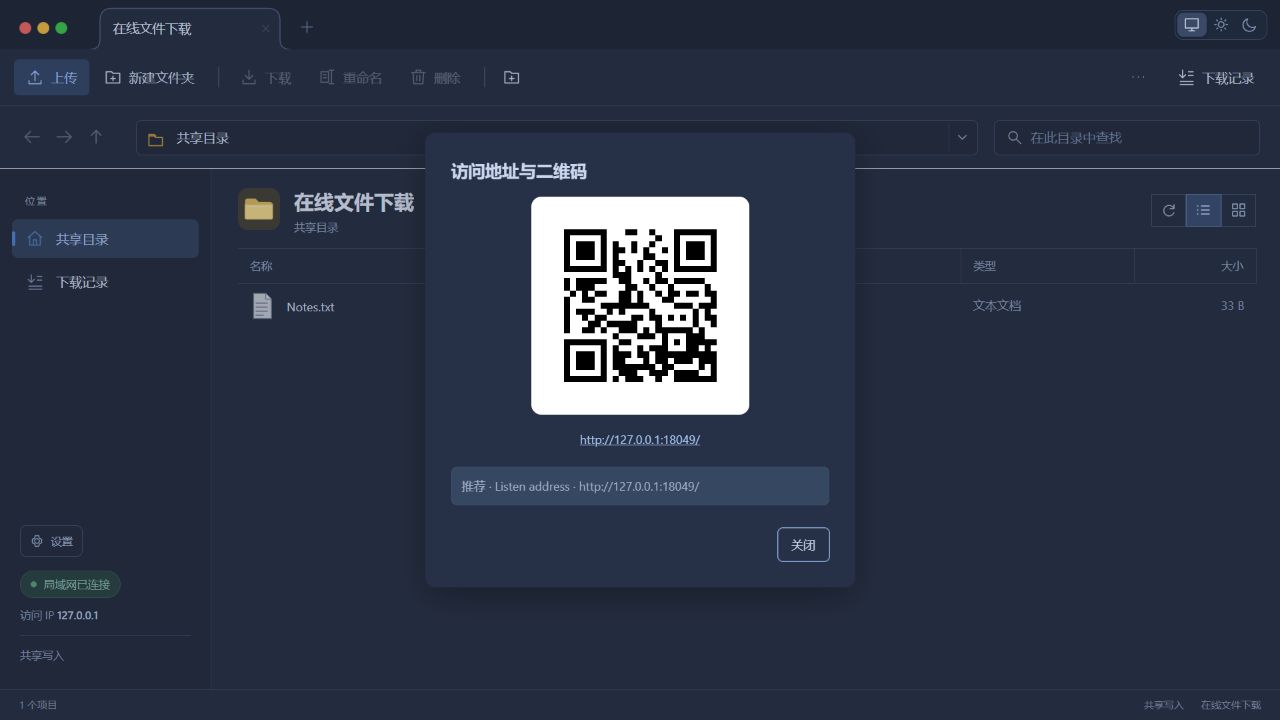 在线文件下载
上传
新建文件夹
下载
重命名
删除
下载记录
共享目录
在此目录中查找
位置
共享目录
下载记录
在线文件下载
共享目录
名称
类型
大小
Notes.txt
文本文档
33 B
访问地址与二维码
http://127.0.0.1:18049/
推荐 · Listen address · http://127.0.0.1:18049/
关闭
设置
局域网已连接
访问 IP 127.0.0.1
共享写入
1 个项目
共享写入
在线文件下载